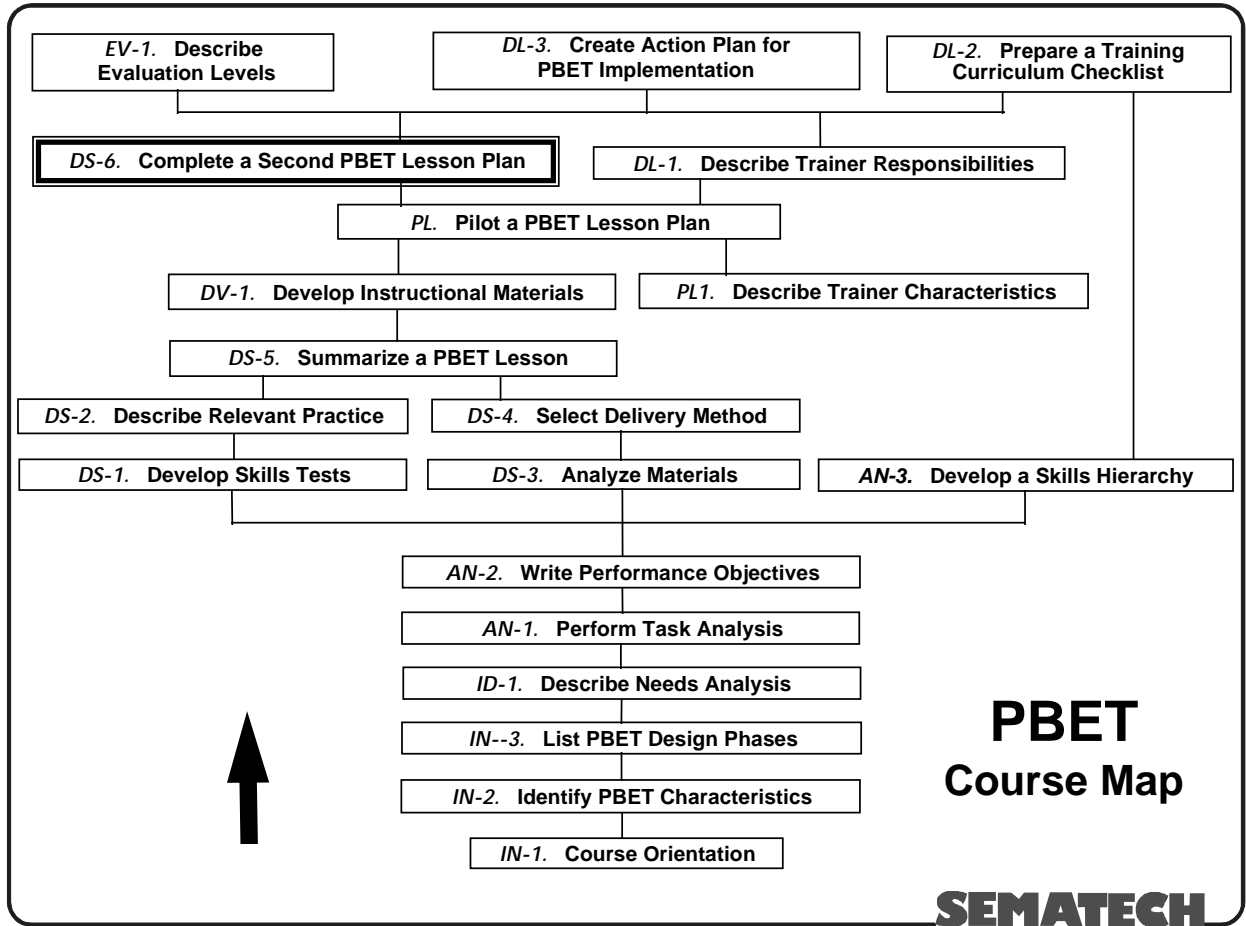 EV-1. Describe
Evaluation Levels
DL-3. Create Action Plan for
PBET Implementation
DL-2. Prepare a Training
Curriculum Checklist
DS-6. Complete a Second PBET Lesson Plan
DL-1. Describe Trainer Responsibilities
PL. Pilot a PBET Lesson Plan
DV-1. Develop Instructional Materials
PL1. Describe Trainer Characteristics
DS-5. Summarize a PBET Lesson
DS-2. Describe Relevant Practice
DS-4. Select Delivery Method
DS-1. Develop Skills Tests
DS-3. Analyze Materials
AN-3. Develop a Skills Hierarchy
AN-2. Write Performance Objectives
AN-1. Perform Task Analysis
ID-1. Describe Needs Analysis
IN--3. List PBET Design Phases
IN-2. Identify PBET Characteristics
IN-1. Course Orientation
PBET
Course Map
SEMATECH